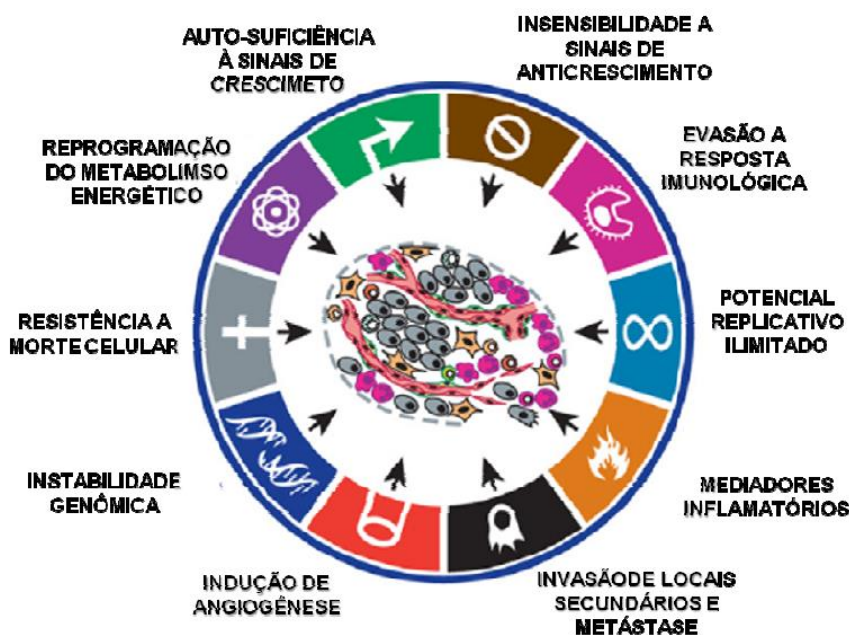 AUTO-SUFICIÊNCIA
À SINAIS DE
CRESCIMETO
INSENSIBILIDADE A
SINAIS DE
ANTICRESCIMENTO
REPROGRAMAÇÃO
DO METABOLIMSO
ENERGÉTICO
EVASÃO A
RESPOSTA
IMUNOLÓGICA
RESISTÊNCIA A
MORTE CELULAR
POTENCIAL
REPLICATIVO
ILIMITADO
INSTABILIDADE
GENÔMICA
MEDIADORES
INFLAMATÓRIOS
INDUÇÃO DE
ANGIOGÊNESE
INVASÃODE LOCAIS
SECUNDÁRIOS E
METÁSTASE